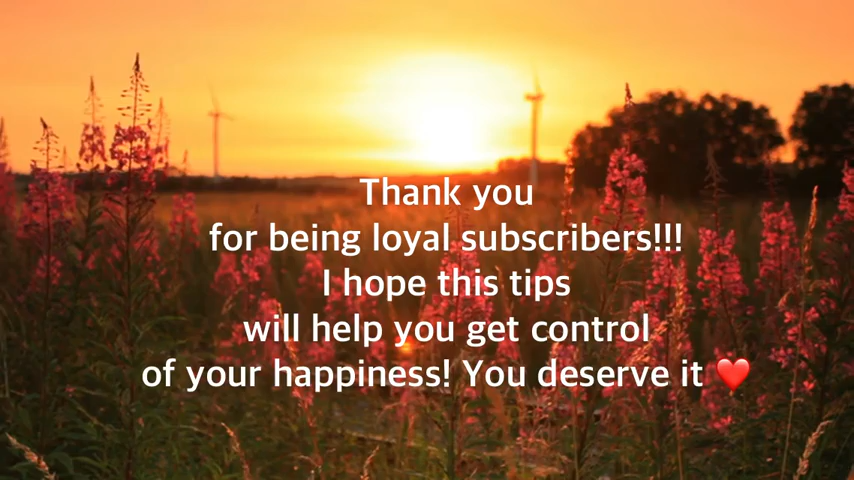 Thank you
for being loyal subscribers!!!
I hope this tips
will help you get control
of your happiness! You deserve it ❤️